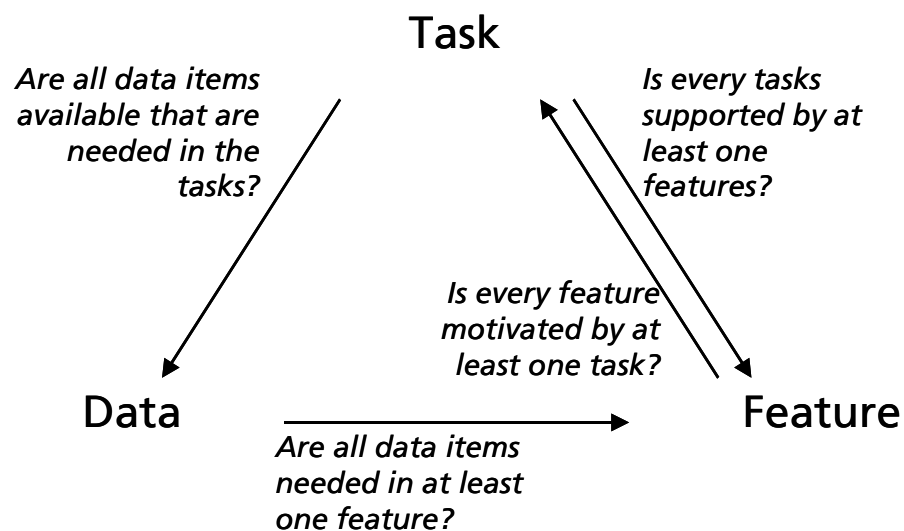 Task
Are all data items
available that are
needed in the
tasks?
Is every tasks
supported by at
least one
features?
Is every feature
motivated by at
least one task?
Data
Feature
Are all data items
needed in at least
one feature?